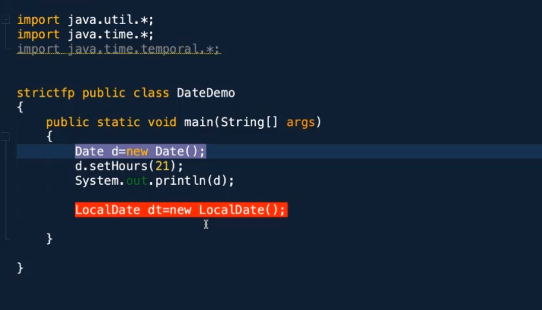 import java.util.*;
import java.time.*;
import java.time.temporal.*;
strictfp public class DateDemo
{
public static void main(String[] args)
{
Date d=new Date();
d.setHours(21);
System.out.println(d);
LocalDate dt=new LocalDate();
}
}